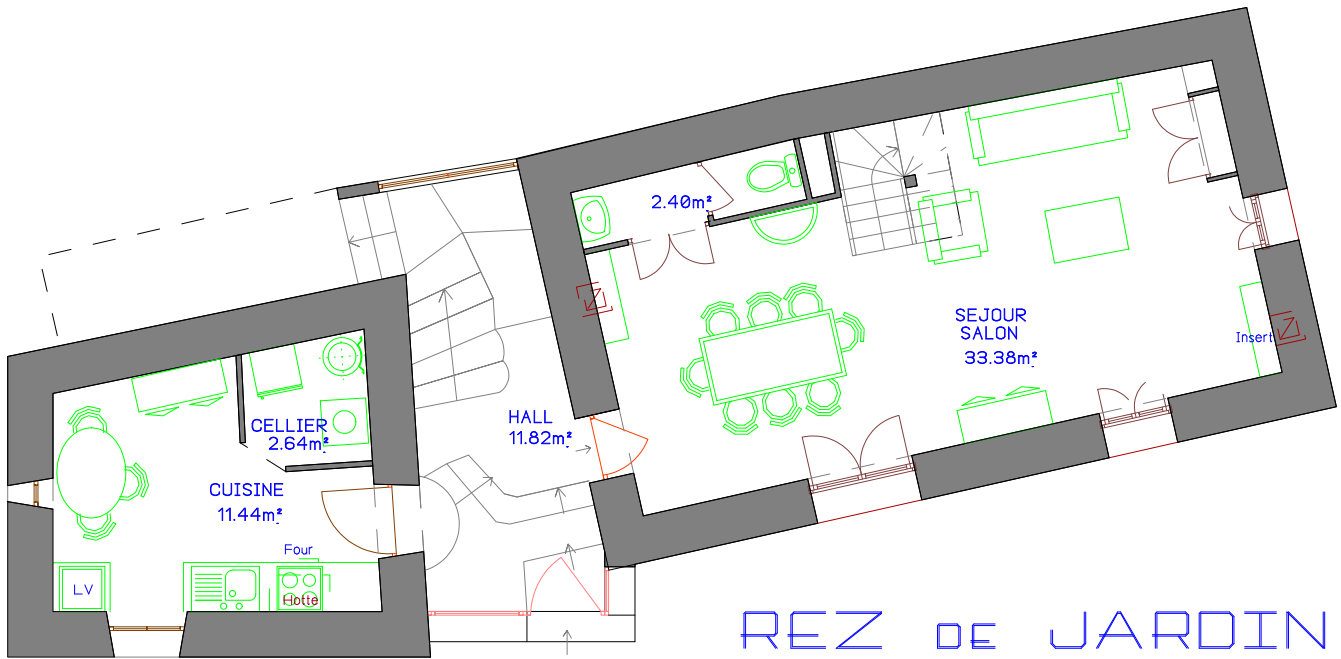 2.40m²
SEJOUR
SALON
33.38m²
Insert
HALL
11.82m²
CELLIER
2.64m²
CUISINE
11.44m²
Four
LV
Hotte
REZ DE JARDIN